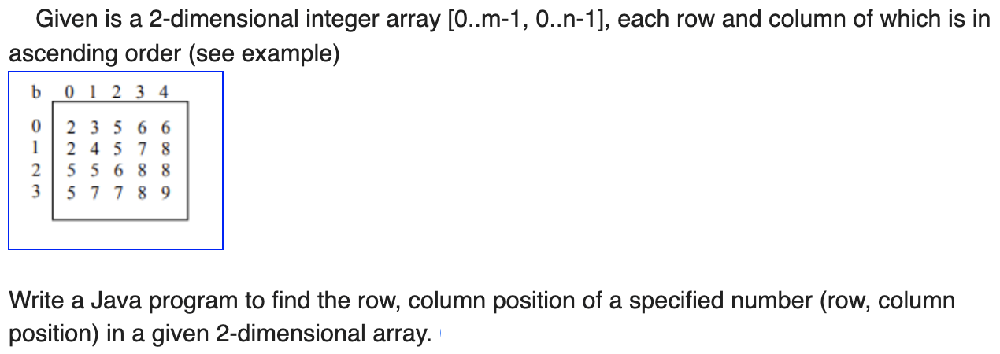 Given is a 2-dimensional integer array [0..m-1, 0..n-1], each row and column of which is in
ascending order (see example)
b 0 1 2 3 4
0 2 3 5 6 6
1 2 4 5 7 8
2 5 5 6 8 8
3 5 7 7 8 9
Write a Java program to find the row, column position of a specified number (row, column
position) in a given 2-dimensional array.